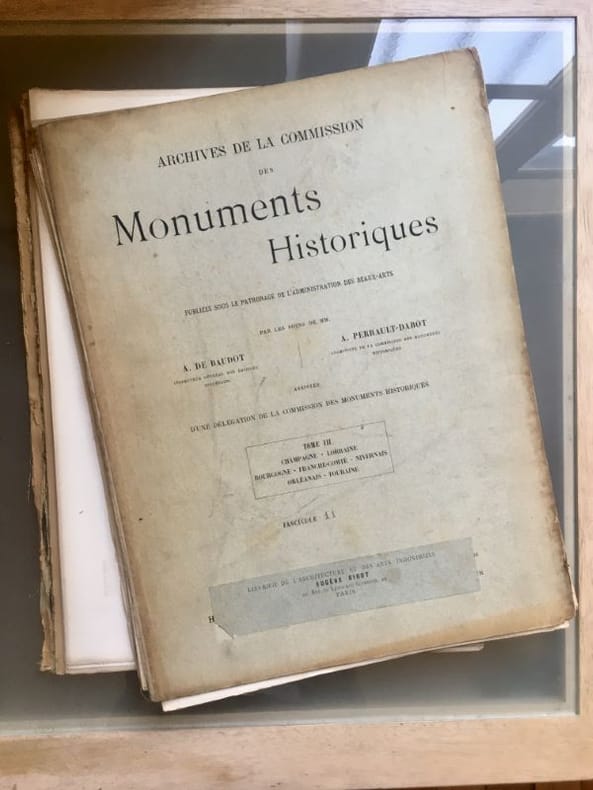 ARCHIVES DE LA COMMISSION
DES
Monuments
Historiques
PUBLIÉES SOUS LE PATRONAGE DE L'ADMINISTRATION DES BEAUX-ARTS
PAR LES SOINS DE MM.
A. DE BAUDOT
A. PERRAULT-DABOT
ASSISTÉS
D'UNE DÉLÉGATION DE LA COMMISSION DES MONUMENTS HISTORIQUES
TOME III
CHAMPAGNE - LORRAINE
BOURGOGNE - FRANCHE-COMTÉ - NIVERNAIS
ORLÉANAIS - TOURAINE
FASCICULE 11
LIBRAIRIE DE L'ARCHITECTURE ET DES ARTS INDUSTRIELS
PARIS
H